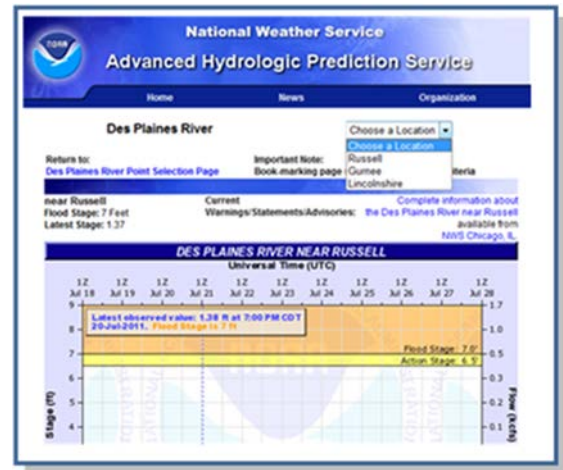 NOAA
National Weather Service
Advanced Hydrologic Prediction Service
Home News Organization
Des Plaines River
Choose a Location
Choose a Location
Russell
Gurnee
Lincolnshire
Return to:
Des Plaines River Point Selection Page
Important Note:
Book-marking page
near Russell
Flood Stage: 7 Feet
Latest Stage: 1.37
Current
Warnings/Statements/Advisories:
Complete information about
the Des Plaines River near Russell
available from
NWS Chicago, IL.
DES PLAINES RIVER NEAR RUSSELL
Universal Time (UTC)
1Z 1Z 1Z 1Z 1Z 1Z 1Z 1Z 1Z 1Z 1Z
Jul 18 Jul 19 Jul 20 Jul 21 Jul 22 Jul 23 Jul 24 Jul 25 Jul 26 Jul 27 Jul 28
Latest observed value: 1.38 ft at 7:00 PM CDT
20-Jul-2011. Flood Stage is 7 ft
Flood Stage: 7.0'
Action Stage: 6.5'
Stage (ft)
9
8
7
6
5
4
Flow (kcfs)
1.7
1.0
0.5
0.3
0.2
0.1